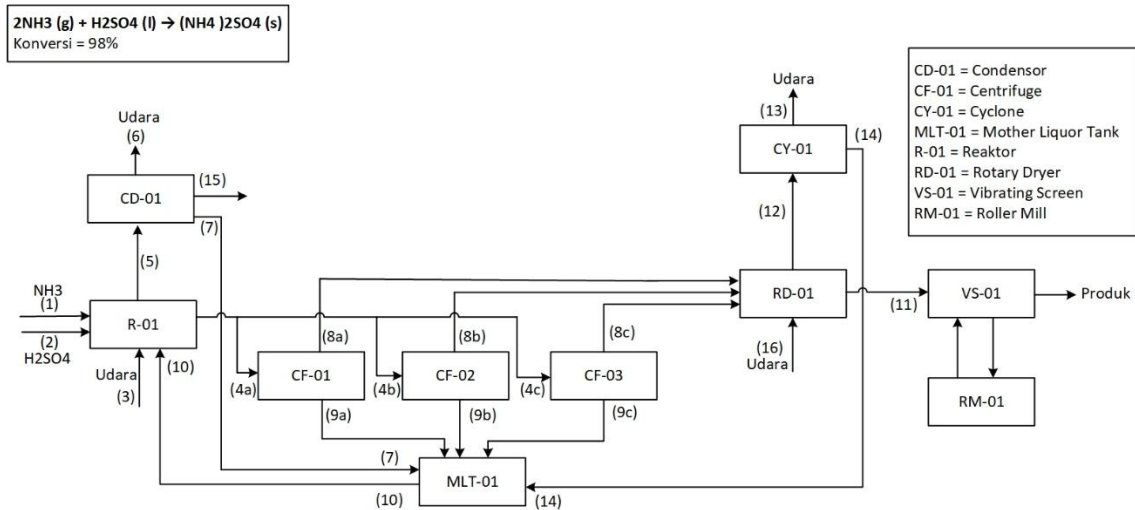 2NH3 (g) + H2SO4 (l) → (NH4 )2SO4 (s)
Konversi = 98%
CD-01 = Condensor
CF-01 = Centrifuge
CY-01 = Cyclone
MLT-01 = Mother Liquor Tank
R-01 = Reaktor
RD-01 = Rotary Dryer
VS-01 = Vibrating Screen
RM-01 = Roller Mill
Udara
(13)
(14)
CY-01
Udara
(6)
(15)
CD-01
(7)
(12)
(5)
NH3
(1)
R-01
(2)
H2SO4
Udara
(3)
(10)
(8a)
(8b)
(8c)
RD-01
(11)
VS-01
Produk
(16)
Udara
(4a)
CF-01
(4b)
CF-02
(4c)
CF-03
RM-01
(9a)
(9b)
(9c)
(7)
(10)
MLT-01
(14)